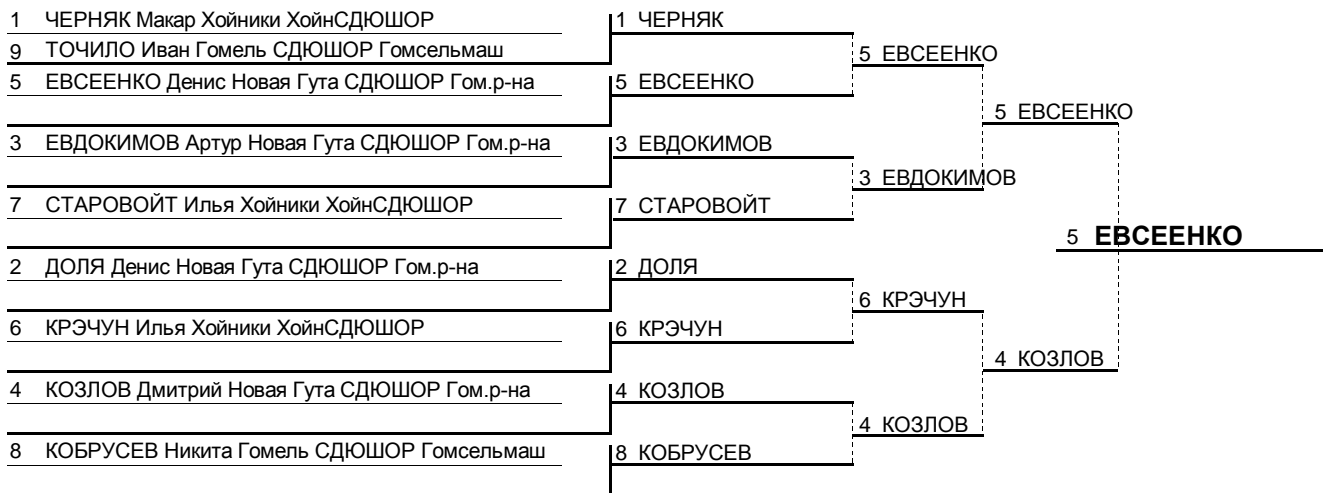 1 ЧЕРНЯК Макар Хойники ХойнСДЮШОР
9 ТОЧИЛО Иван Гомель СДЮШОР Гомсельмаш
5 ЕВСЕЕНКО Денис Новая Гута СДЮШОР Гом.р-на
3 ЕВДОКИМОВ Артур Новая Гута СДЮШОР Гом.р-на
7 СТАРОВОЙТ Илья Хойники ХойнСДЮШОР
2 ДОЛЯ Денис Новая Гута СДЮШОР Гом.р-на
6 КРЭЧУН Илья Хойники ХойнСДЮШОР
4 КОЗЛОВ Дмитрий Новая Гута СДЮШОР Гом.р-на
8 КОБРУСЕВ Никита Гомель СДЮШОР Гомсельмаш
1 ЧЕРНЯК
5 ЕВСЕЕНКО
3 ЕВДОКИМОВ
7 СТАРОВОЙТ
2 ДОЛЯ
6 КРЭЧУН
4 КОЗЛОВ
8 КОБРУСЕВ
5 ЕВСЕЕНКО
3 ЕВДОКИМОВ
6 КРЭЧУН
4 КОЗЛОВ
5 ЕВСЕЕНКО
4 КОЗЛОВ
5 ЕВСЕЕНКО